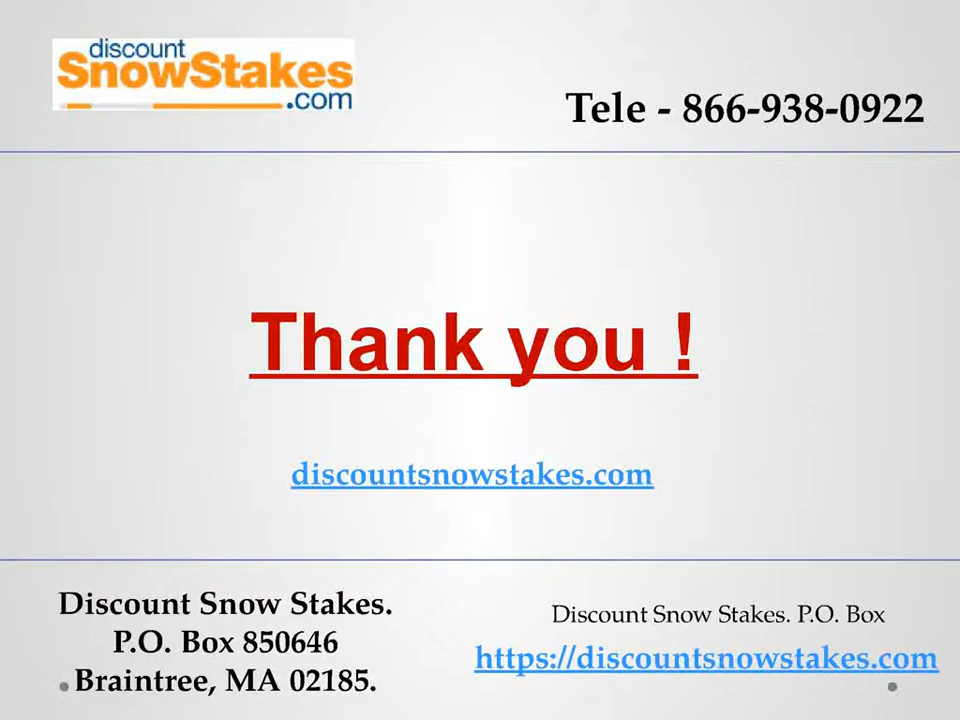 discount
SnowStakes
.com
Tele - 866-938-0922
Thank you !
discountsnowstakes.com
Discount Snow Stakes.
P.O. Box 850646
Braintree, MA 02185.
Discount Snow Stakes. P.O. Box
https://discountsnowstakes.com